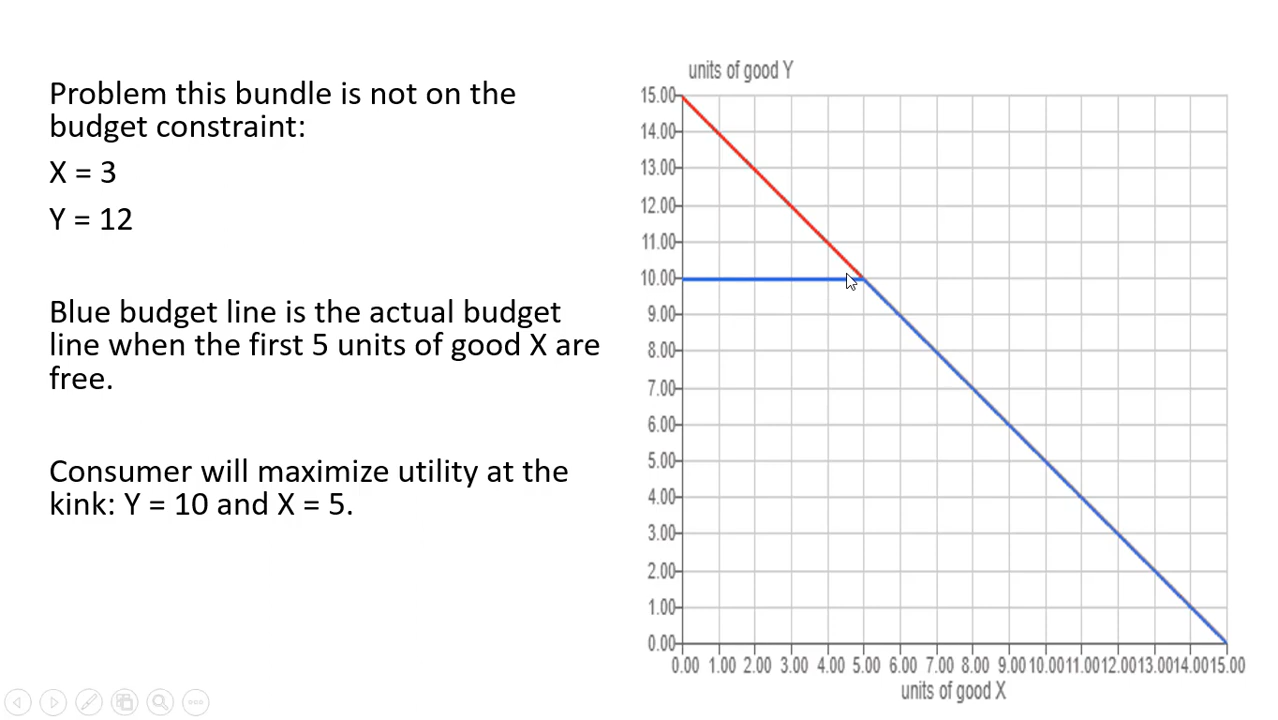 Problem this bundle is not on the
budget constraint:
X = 3
Y = 12
Blue budget line is the actual budget
line when the first 5 units of good X are
free.
Consumer will maximize utility at the
kink: Y = 10 and X = 5.
units of good Y
15.00
14.00
13.00
12.00
11.00
10.00
9.00
8.00
7.00
6.00
5.00
4.00
3.00
2.00
1.00
0.00
0.00 1.00 2.00 3.00 4.00 5.00 6.00 7.00 8.00 9.00 10.00 11.00 12.00 13.00 14.00 15.00
units of good X